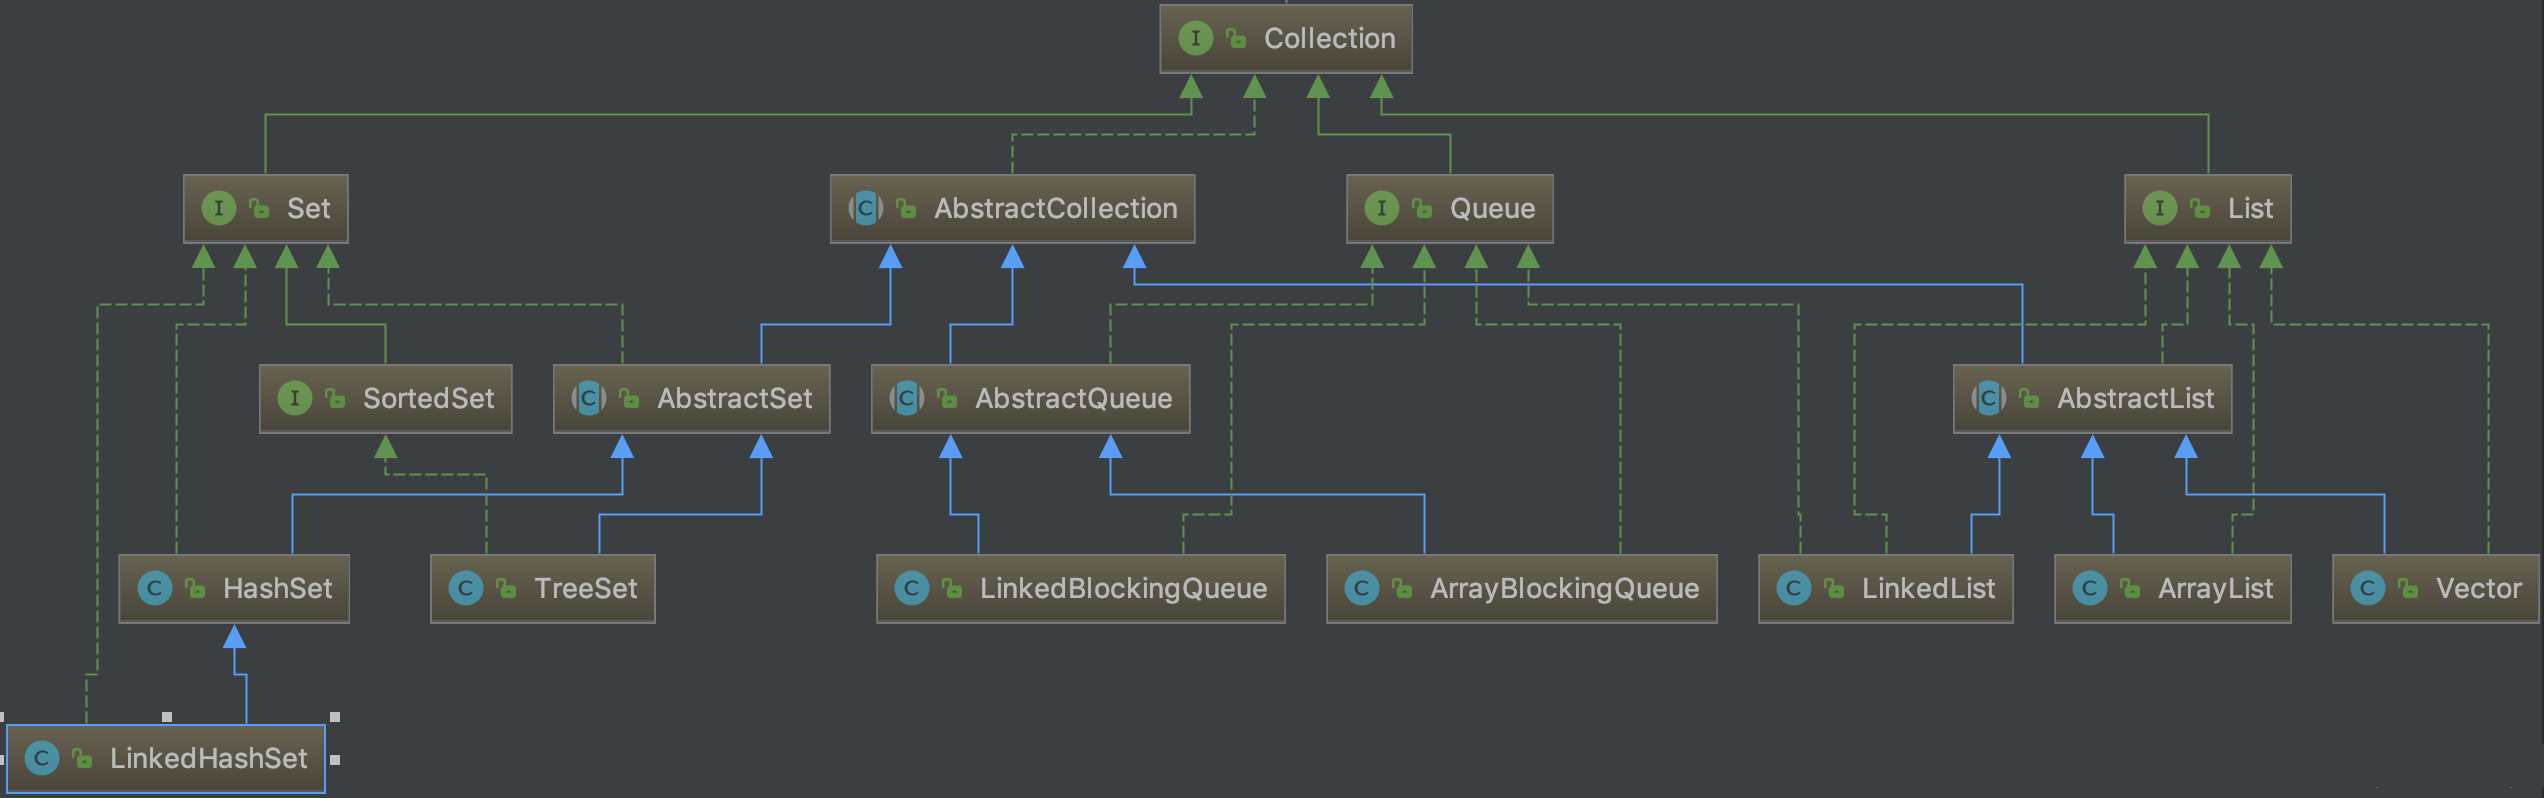 Collection
Set
AbstractCollection
Queue
List
SortedSet
AbstractSet
AbstractQueue
AbstractList
HashSet
TreeSet
LinkedBlockingQueue
ArrayBlockingQueue
LinkedList
ArrayList
Vector
LinkedHashSet